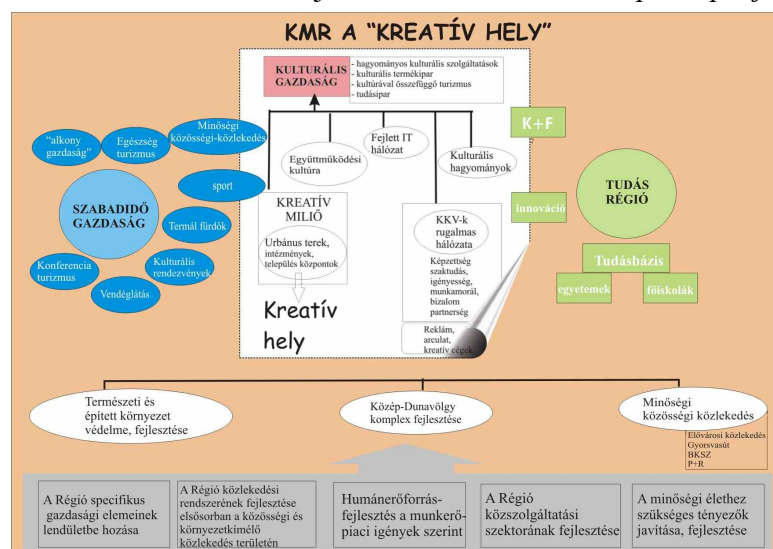 KMR A “KREATÍV HELY”
KULTURÁLIS
GAZDASÁG
- hagyományos kulturális szolgáltatások
- kulturális termékipar
- kultúrával összefüggő turizmus
- tudásipar
Együttműködési
kultúra
Fejlett IT
hálózat
Kulturális
hagyományok
KREATÍV
MILIŐ
Urbánus terek,
intézmények,
település központok
Kreatív
hely
KKV-k
rugalmas
hálózata
Képzettség
szaktudás,
igényesség,
munkamorál,
bizalom
partnerség
Reklám,
arculat,
kreatív cégek
“alkony
gazdaság”
Egészség
turizmus
Minőségi
közösségi-közlekedés
sport
SZABADIDŐ
GAZDASÁG
Termál fürdők
Kulturális
rendezvények
Konferencia
turizmus
Vendéglátás
K+F
innováció
TUDÁS
RÉGIÓ
Tudásbázis
egyetemek
főiskolák
Természeti és
épített környezet
védelme, fejlesztése
Közép-Dunavölgy
komplex fejlesztése
Minőségi
közösségi közlekedés
Elővárosi közlekedés
Gyorsvasút
BKSZ
P+R
A Régió specifikus
gazdasági elemeinek
lendületbe hozása
A Régió közlekedési
rendszerének fejlesztése
elsősorban a közösségi és
környezetkímélő
közlekedés területén
Humánerőforrás-
fejlesztés a munkerő-
piaci igények szerint
A Régió
közszolgáltatási
szektorának fejlesztése
A minőségi élethez
szükséges tényezők
javítása, fejlesztése